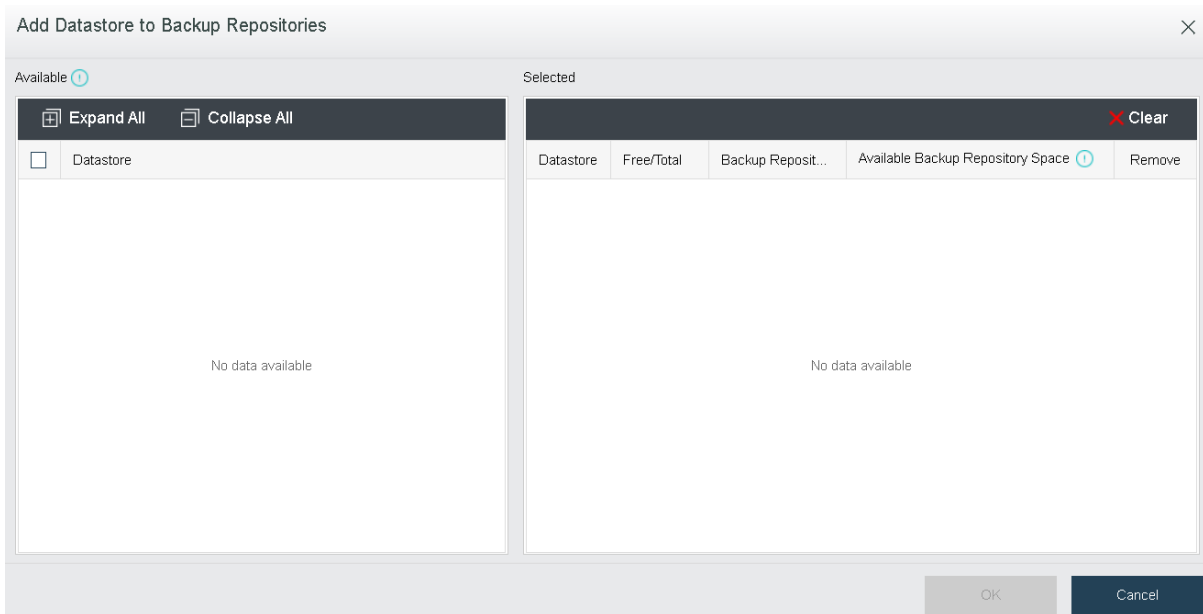 Add Datastore to Backup Repositories
Available
Selected
Expand All Collapse All
Clear
Datastore
Datastore Free/Total Backup Reposit... Available Backup Repository Space Remove
No data available
No data available
OK Cancel